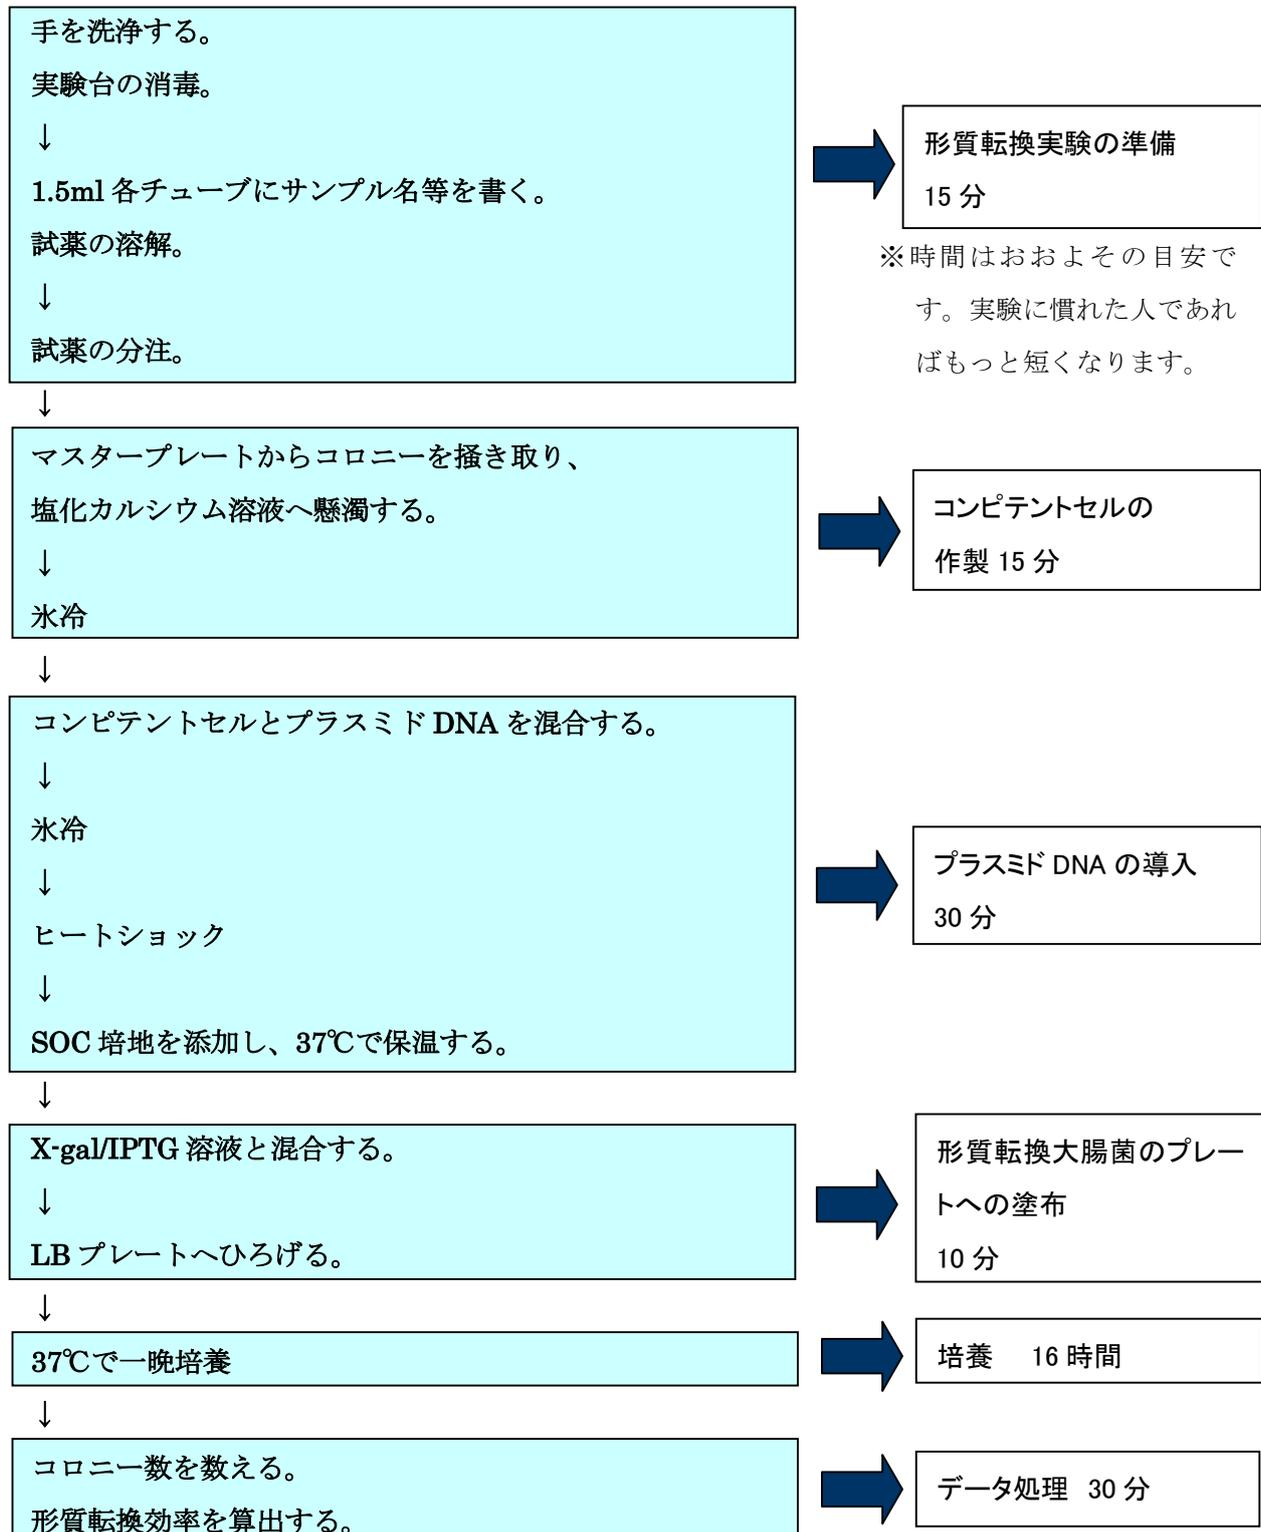 手を洗浄する。
実験台の消毒。
↓
1.5ml 各チューブにサンプル名等を書く。
試薬の溶解。
↓
試薬の分注。
形質転換実験の準備
15 分
※時間はおおよその目安で
す。実験に慣れた人であれ
ばもっと短くなります。
↓
マスタープレートからコロニーを掻き取り、
塩化カルシウム溶液へ懸濁する。
↓
氷冷
コンピテントセルの
作製 15 分
↓
コンピテントセルとプラスミド DNA を混合する。
↓
氷冷
↓
ヒートショック
↓
SOC 培地を添加し、37℃で保温する。
プラスミド DNA の導入
30 分
↓
X-gal/IPTG 溶液と混合する。
↓
LB プレートへひろげる。
形質転換大腸菌のプレー
トへの塗布
10 分
↓
37℃で一晩培養
培養 16 時間
↓
コロニー数を数える。
形質転換効率を算出する。
データ処理 30 分